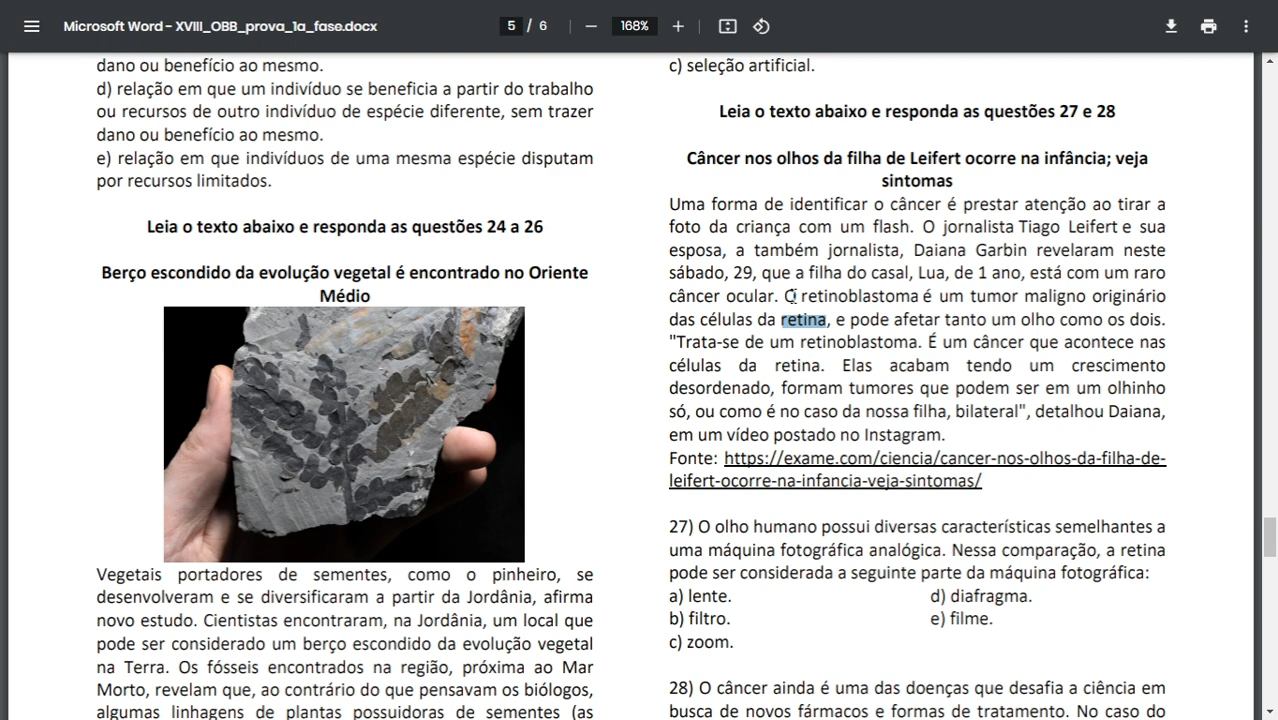 Microsoft Word - XVIII_OBB_prova_1a_fase.docx
5 / 6
168%
dano ou benefício ao mesmo.
d) relação em que um indivíduo se beneficia a partir do trabalho
ou recursos de outro indivíduo de espécie diferente, sem trazer
dano ou benefício ao mesmo.
e) relação em que indivíduos de uma mesma espécie disputam
por recursos limitados.
Leia o texto abaixo e responda as questões 24 a 26
Berço escondido da evolução vegetal é encontrado no Oriente
Médio
Vegetais portadores de sementes, como o pinheiro, se
desenvolveram e se diversificaram a partir da Jordânia, afirma
novo estudo. Cientistas encontraram, na Jordânia, um local que
pode ser considerado um berço escondido da evolução vegetal
na Terra. Os fósseis encontrados na região, próxima ao Mar
Morto, revelam que, ao contrário do que pensavam os biólogos,
algumas linhagens de plantas possuidoras de sementes (as
c) seleção artificial.
Leia o texto abaixo e responda as questões 27 e 28
Câncer nos olhos da filha de Leifert ocorre na infância; veja
sintomas
Uma forma de identificar o câncer é prestar atenção ao tirar a
foto da criança com um flash. O jornalista Tiago Leifert e sua
esposa, a também jornalista, Daiana Garbin revelaram neste
sábado, 29, que a filha do casal, Lua, de 1 ano, está com um raro
câncer ocular. O retinoblastoma é um tumor maligno originário
das células da retina, e pode afetar tanto um olho como os dois.
"Trata-se de um retinoblastoma. É um câncer que acontece nas
células da retina. Elas acabam tendo um crescimento
desordenado, formam tumores que podem ser em um olhinho
só, ou como é no caso da nossa filha, bilateral", detalhou Daiana,
em um vídeo postado no Instagram.
Fonte: https://exame.com/ciencia/cancer-nos-olhos-da-filha-de-
leifert-ocorre-na-infancia-veja-sintomas/
27) O olho humano possui diversas características semelhantes a
uma máquina fotográfica analógica. Nessa comparação, a retina
pode ser considerada a seguinte parte da máquina fotográfica:
a) lente. d) diafragma.
b) filtro. e) filme.
c) zoom.
28) O câncer ainda é uma das doenças que desafia a ciência em
busca de novos fármacos e formas de tratamento. No caso do